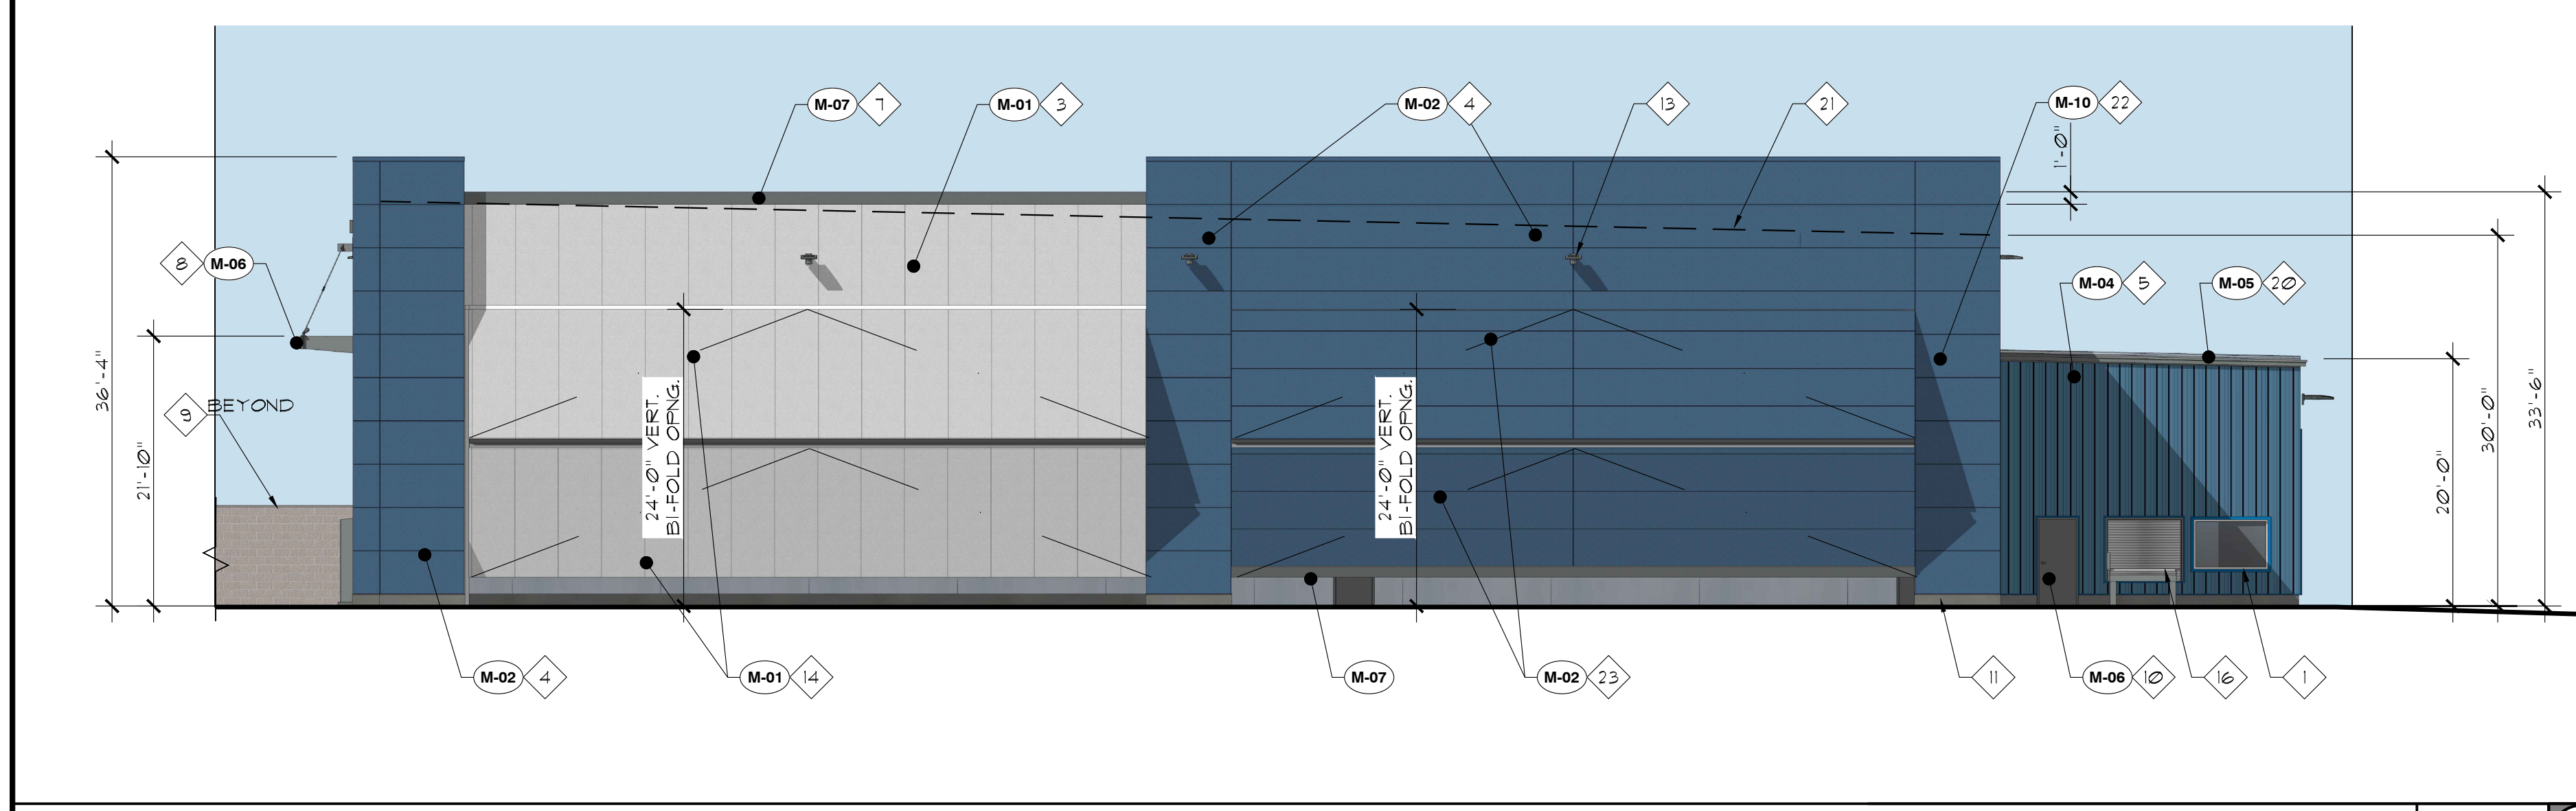 M-07 7
M-01 3
M-02 4
13
21
M-10 22
1'-0"
8 M-06
M-04 5
M-05 20
9 BEYOND
36'-4"
21'-10"
24'-0" VERT.
BI-FOLD OPNG.
24'-0" VERT.
BI-FOLD OPNG.
20'-0"
30'-0"
33'-6"
M-02 4
M-01 14
M-07
M-02 23
11
M-06 10
16
1